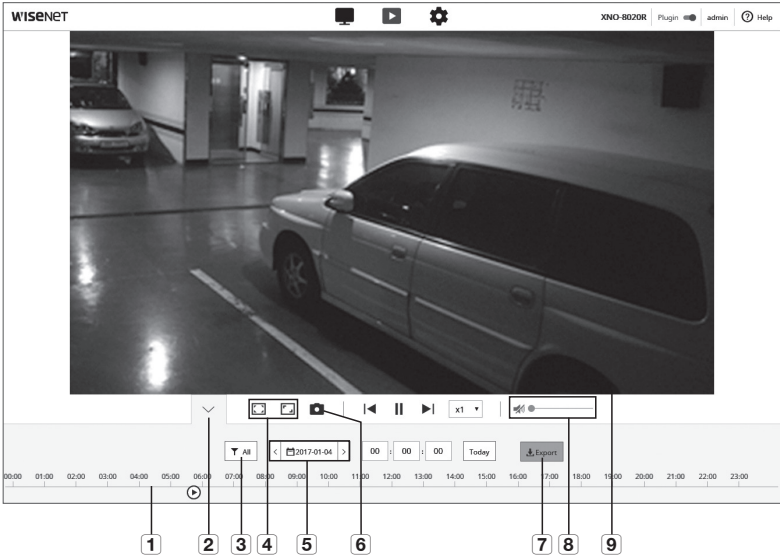 WISENET
XNO-8020R Plugin admin ? Help
x1
All 2017-01-04 00 : 00 : 00 Today Export
00:00 01:00 02:00 03:00 04:00 05:00 06:00 07:00 08:00 09:00 10:00 11:00 12:00 13:00 14:00 15:00 16:00 17:00 18:00 19:00 20:00 21:00 22:00 23:00
1 2 3 4 5 6 7 8 9